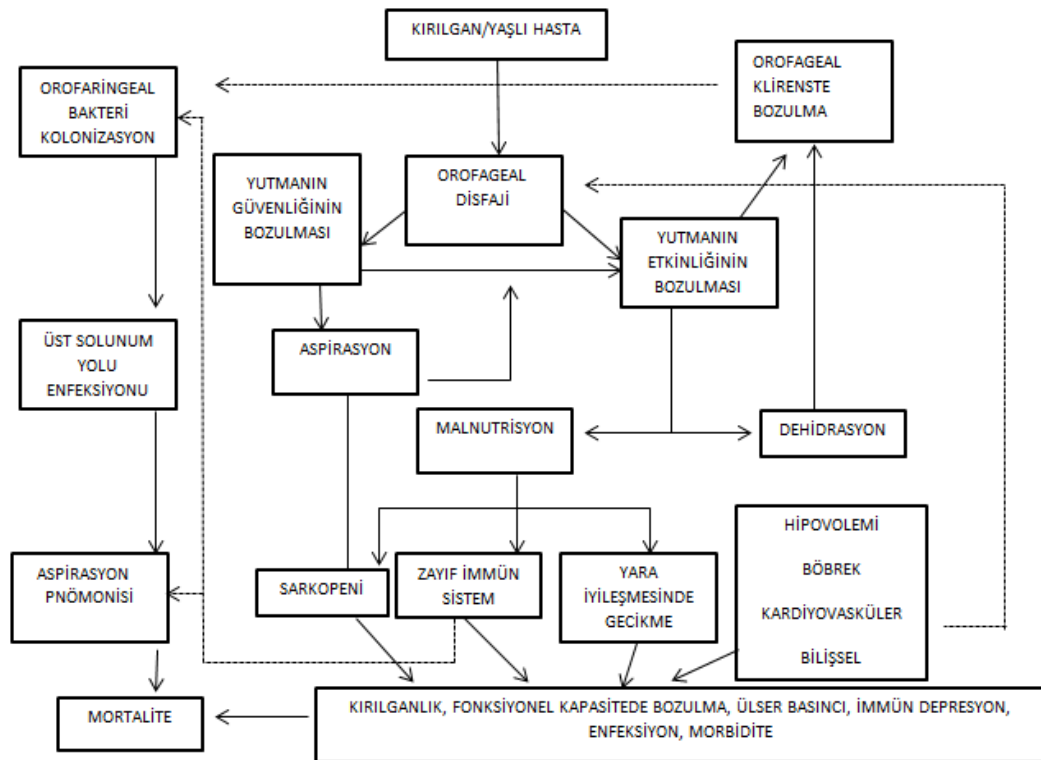 KIRILGAN/YAŞLI HASTA
OROFARİNGEAL
BAKTERİ
KOLONIZASYON
OROFAGEAL
KLİRENSTE
BOZULMA
YUTMANIN
GÜVENLİĞİNİN
BOZULMASI
OROFAGEAL
DİSFAJİ
YUTMANIN
ETKİNLİĞİNİN
BOZULMASI
ÜST SOLUNUM
YOLU
ENFEKSİYONU
ASPİRASYON
MALNUTRİSYON
DEHİDRASYON
ASPİRASYON
PNÖMONİSİ
SARKOPENİ
ZAYIF İMMÜN
SİSTEM
YARA
İYİLEŞMESİNDE
GECİKME
HİPOVOLEMİ
BÖBREK
KARDİYOVASKÜLER
BİLİŞSEL
MORTALİTE
KIRILGANLIK, FONKSİYONEL KAPASİTEDE BOZULMA, ÜLSER BASINCI, İMMÜN DEPRESYON,
ENFEKSİYON, MORBİDİTE